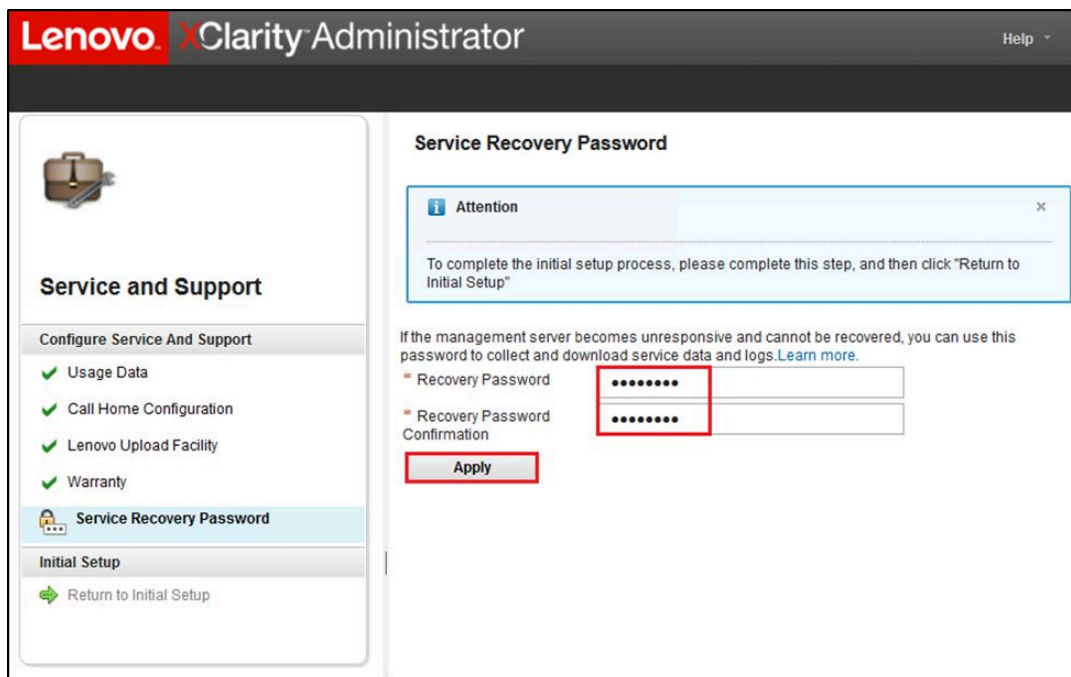 Lenovo. XClarity Administrator
Help
Service Recovery Password
Attention
To complete the initial setup process, please complete this step, and then click "Return to
Initial Setup"
Service and Support
Configure Service And Support
Usage Data
Call Home Configuration
Lenovo Upload Facility
Warranty
Service Recovery Password
Initial Setup
Return to Initial Setup
If the management server becomes unresponsive and cannot be recovered, you can use this
password to collect and download service data and logs.Learn more.
* Recovery Password ••••••••
* Recovery Password
Confirmation ••••••••
Apply